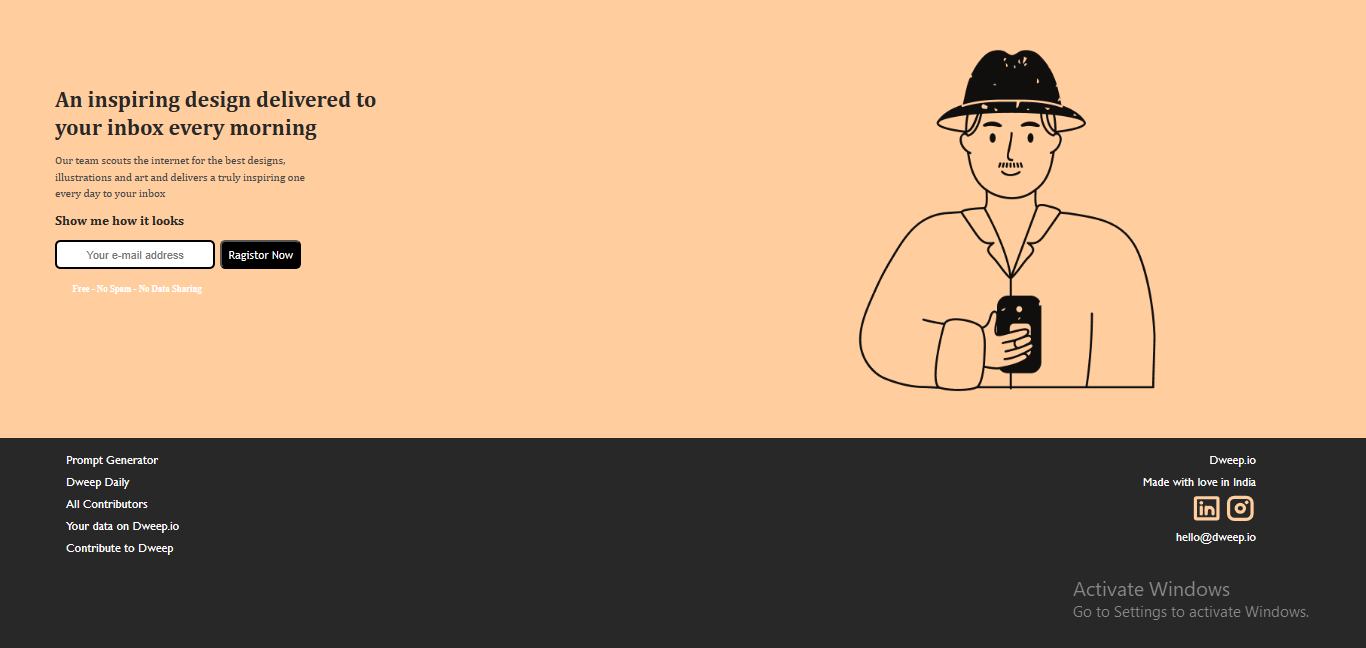 An inspiring design delivered to
your inbox every morning
Our team scouts the internet for the best designs,
illustrations and art and delivers a truly inspiring one
every day to your inbox
Show me how it looks
Your e-mail address
Ragistor Now
Free - No Spam - No Data Sharing
Prompt Generator
Dweep Daily
All Contributors
Your data on Dweep.io
Contribute to Dweep
Dweep.io
Made with love in India
in
hello@dweep.io
Activate Windows
Go to Settings to activate Windows.